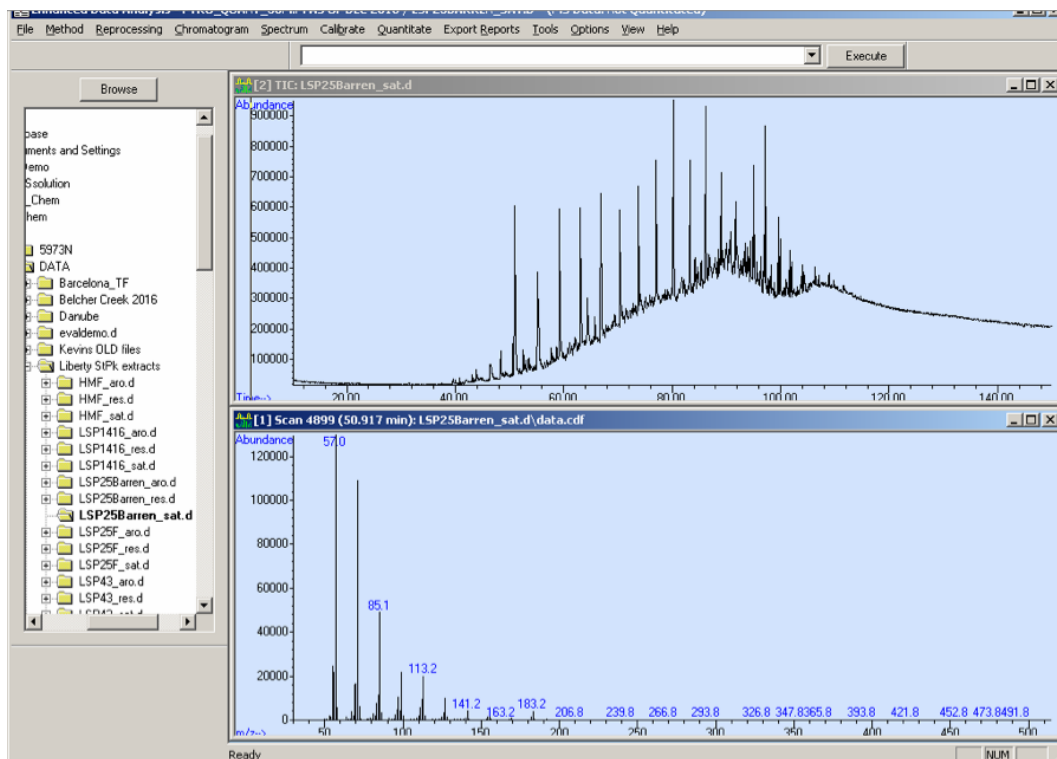 File Method Reprocessing Chromatogram Spectrum Calibrate Quantitate Export Reports Tools Options View Help
Execute
Browse
ments and Settings
5973N
DATA
Barcelona_TF
Belcher Creek 2016
Danube
evaldemo.d
Kevins OLD files
Liberty StPk extracts
HMF_aro.d
HMF_res.d
HMF_sat.d
LSP1416_aro.d
LSP1416_res.d
LSP1416_sat.d
LSP25Barren_aro.d
LSP25Barren_res.d
LSP25Barren_sat.d
LSP25F_aro.d
LSP25F_res.d
LSP25F_sat.d
LSP43_aro.d
LSP43_res.d
[2] TIC: LSP25Barren_sat.d
Abundance
900000
800000
700000
600000
500000
400000
300000
200000
100000
20.00 40.00 60.00 80.00 100.00 120.00 140.00
Time-->
[1] Scan 4899 (50.917 min): LSP25Barren_sat.d\data.cdf
Abundance
57.0
120000
100000
80000
60000
85.1
40000
113.2
20000
141.2 163.2 183.2 206.8 239.8 266.8 293.8 326.8 347.8365.8 393.8 421.8 452.8 473.8491.8
0
50 100 150 200 250 300 350 400 450 500
m/z-->
Ready NUM